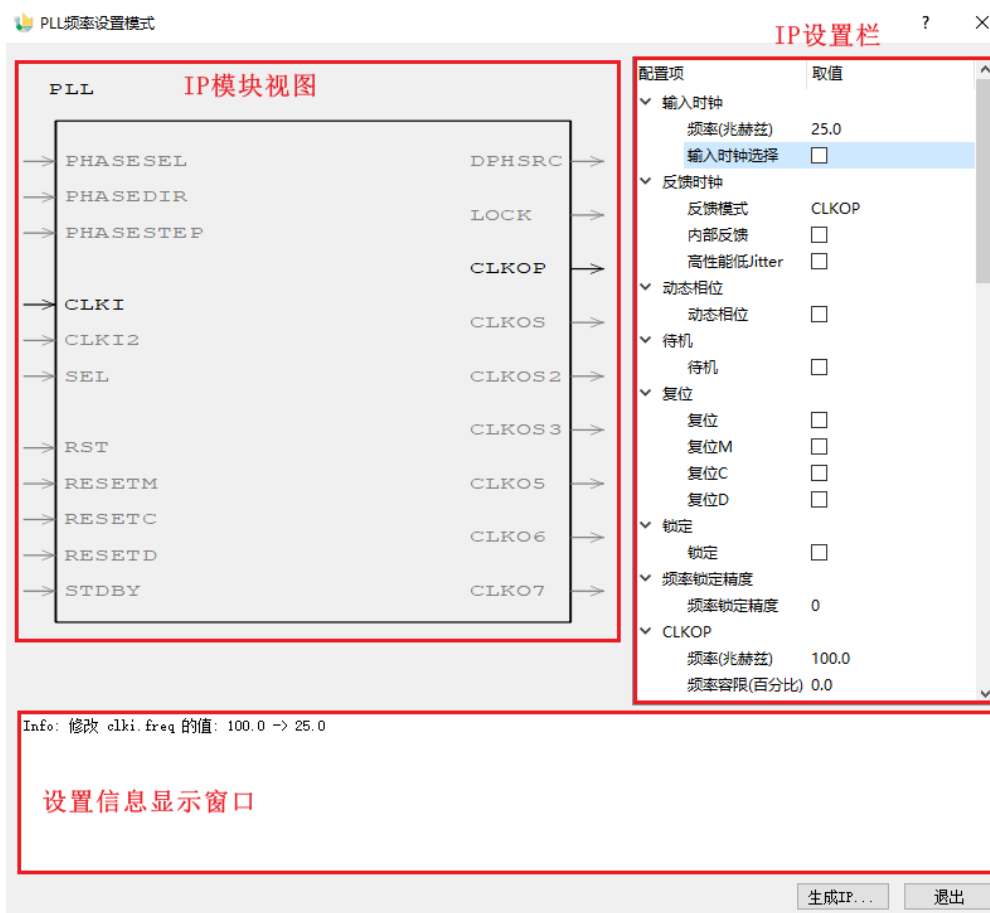 PLL频率设置模式
?
IP设置栏
PLL
IP模块视图
PHASESEL
PHASEDIR
PHASESTEP
CLKI
CLKI2
SEL
RST
RESETM
RESETC
RESETD
STDBY
DPHSRC
LOCK
CLKOP
CLKOS
CLKOS2
CLKOS3
CLKO5
CLKO6
CLKO7
配置项 取值
输入时钟
频率(兆赫兹) 25.0
输入时钟选择
反馈时钟
反馈模式 CLKOP
内部反馈
高性能低Jitter
动态相位
动态相位
待机
待机
复位
复位
复位M
复位C
复位D
锁定
锁定
频率锁定精度
频率锁定精度 0
CLKOP
频率(兆赫兹) 100.0
频率容限(百分比) 0.0
Info: 修改 clki.freq 的值: 100.0 -> 25.0
设置信息显示窗口
生成IP... 退出